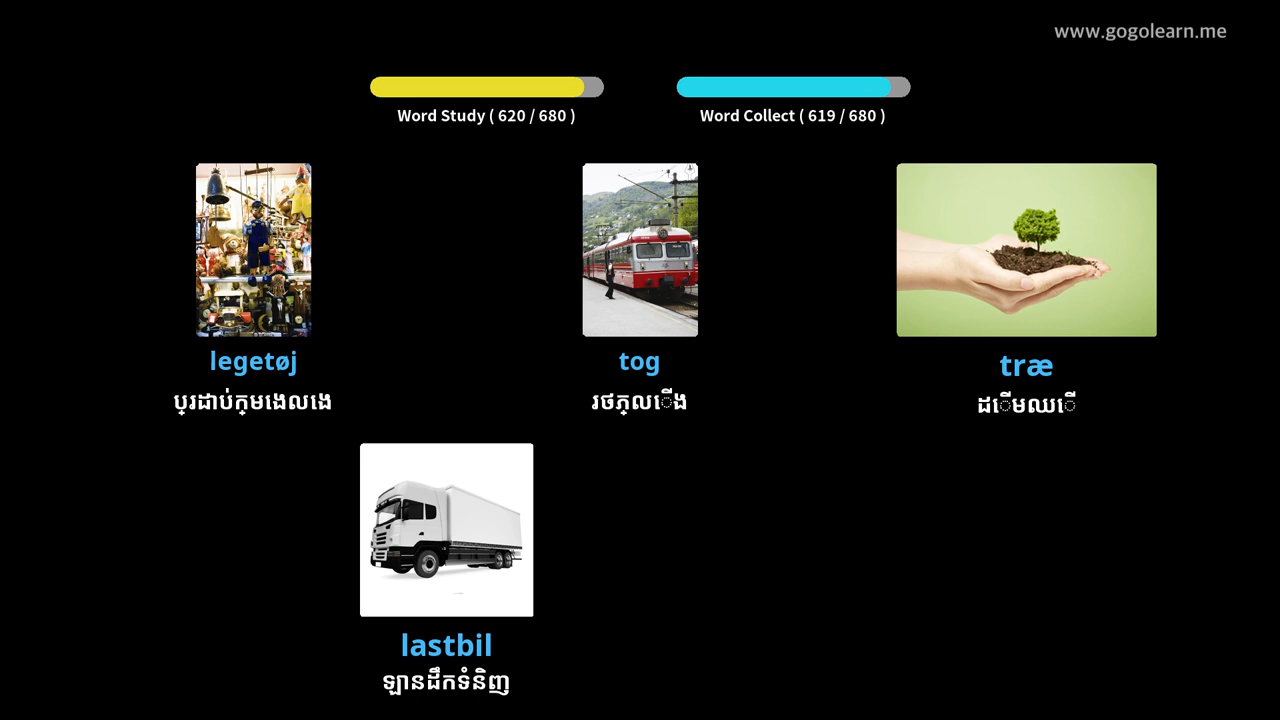 www.gogolearn.me
Word Study ( 620 / 680 )
Word Collect ( 619 / 680 )
legetøj
tog
træ
ប្រដាប់ក្មេងលេង
រថភ្លើង
ដើមឈើ
lastbil
ឡានដឹកទំនិញ